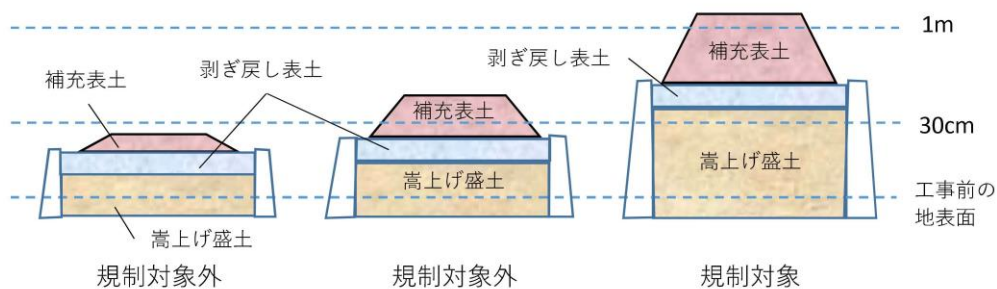 1m
補充表土
剥ぎ戻し表土
剥ぎ戻し表土
補充表土
補充表土
30cm
嵩上げ盛土
嵩上げ盛土
工事前の
地表面
嵩上げ盛土
規制対象外
規制対象外
規制対象